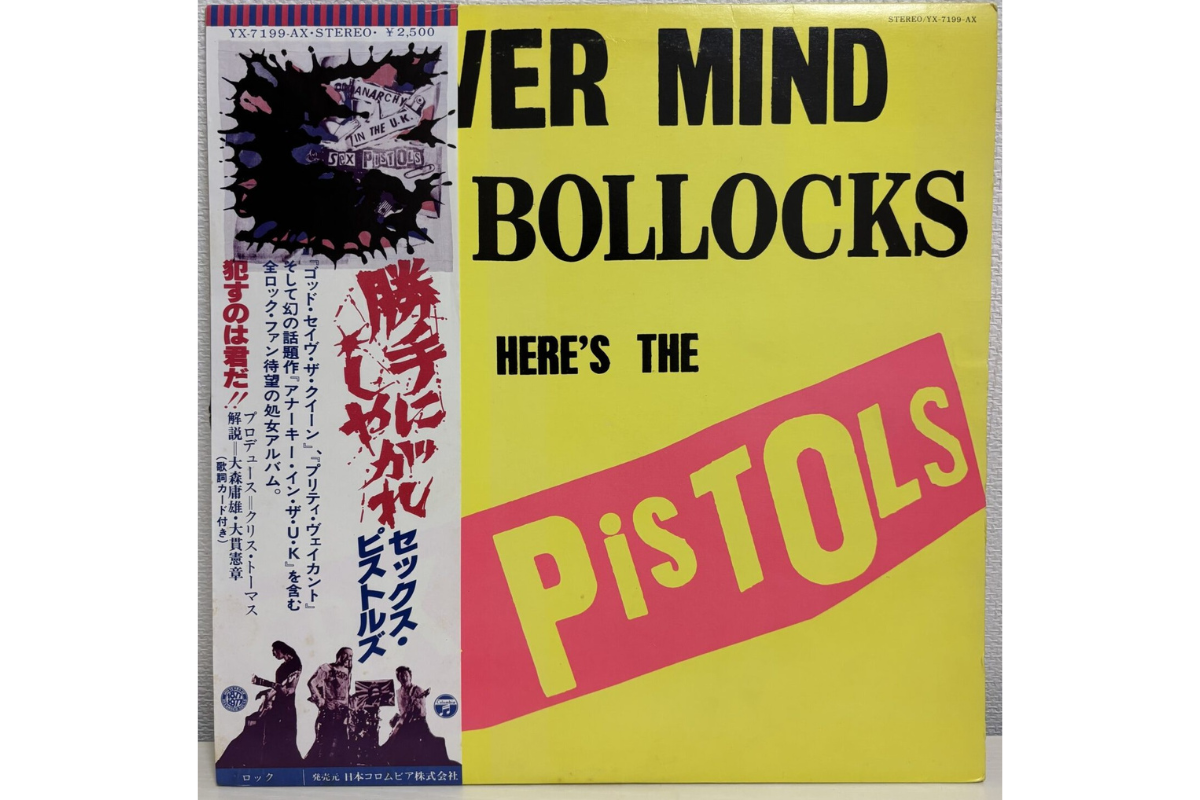 YX-7199-AX・STEREO・¥2,500
ANARCHY
IN THE U.K.
SEX PISTOLS
勝手にしやがれ
セックス・
ピストルズ
『ゴッド・セイヴ・ザ・クイーン』、『プリティ・ヴェイカント』
そして幻の話題作『アナーキー・イン・ザ・U・K』を含む
全ロック・ファン待望の処女アルバム。
犯すのは君だ!!
プロデュース=クリス・トーマス
解説=大森庸雄・大貫憲章
(歌詞カード付き)
ロック
発売元 日本コロムビア株式会社
STEREO/YX-7199-AX
VER MIND
BOLLOCKS
HERE'S THE
PiSTOLS